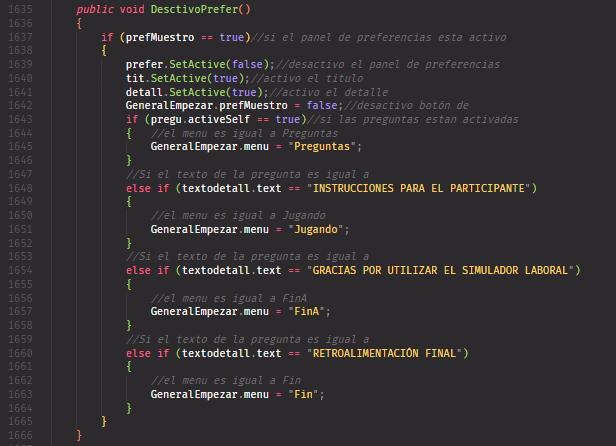 1635 public void DesctivoPrefer()
1636 {
1637 if (prefMuestro == true)//si el panel de preferencias esta activo
1638 {
1639 prefer.SetActive(false);//desactivo el panel de preferencias
1640 tit.SetActive(true);//activo el titulo
1641 detall.SetActive(true);//activo el detalle
1642 GeneralEmpezar.prefMuestro = false;//desactivo botón de
1643 if (pregu.activeSelf == true)//si las preguntas estan activadas
1644 { //el menu es igual a Preguntas
1645 GeneralEmpezar.menu = "Preguntas";
1646 }
1647 //Si el texto de la pregunta es igual a
1648 else if (textodetall.text == "INSTRUCCIONES PARA EL PARTICIPANTE")
1649 {
1650 //el menu es igual a Jugando
1651 GeneralEmpezar.menu = "Jugando";
1652 }
1653 //Si el texto de la pregunta es igual a
1654 else if (textodetall.text == "GRACIAS POR UTILIZAR EL SIMULADOR LABORAL")
1655 {
1656 //el menu es igual a FinA
1657 GeneralEmpezar.menu = "FinA";
1658 }
1659 //Si el texto de la pregunta es igual a
1660 else if (textodetall.text == "RETROALIMENTACIÓN FINAL")
1661 {
1662 //el menu es igual a Fin
1663 GeneralEmpezar.menu = "Fin";
1664 }
1665 }
1666 }